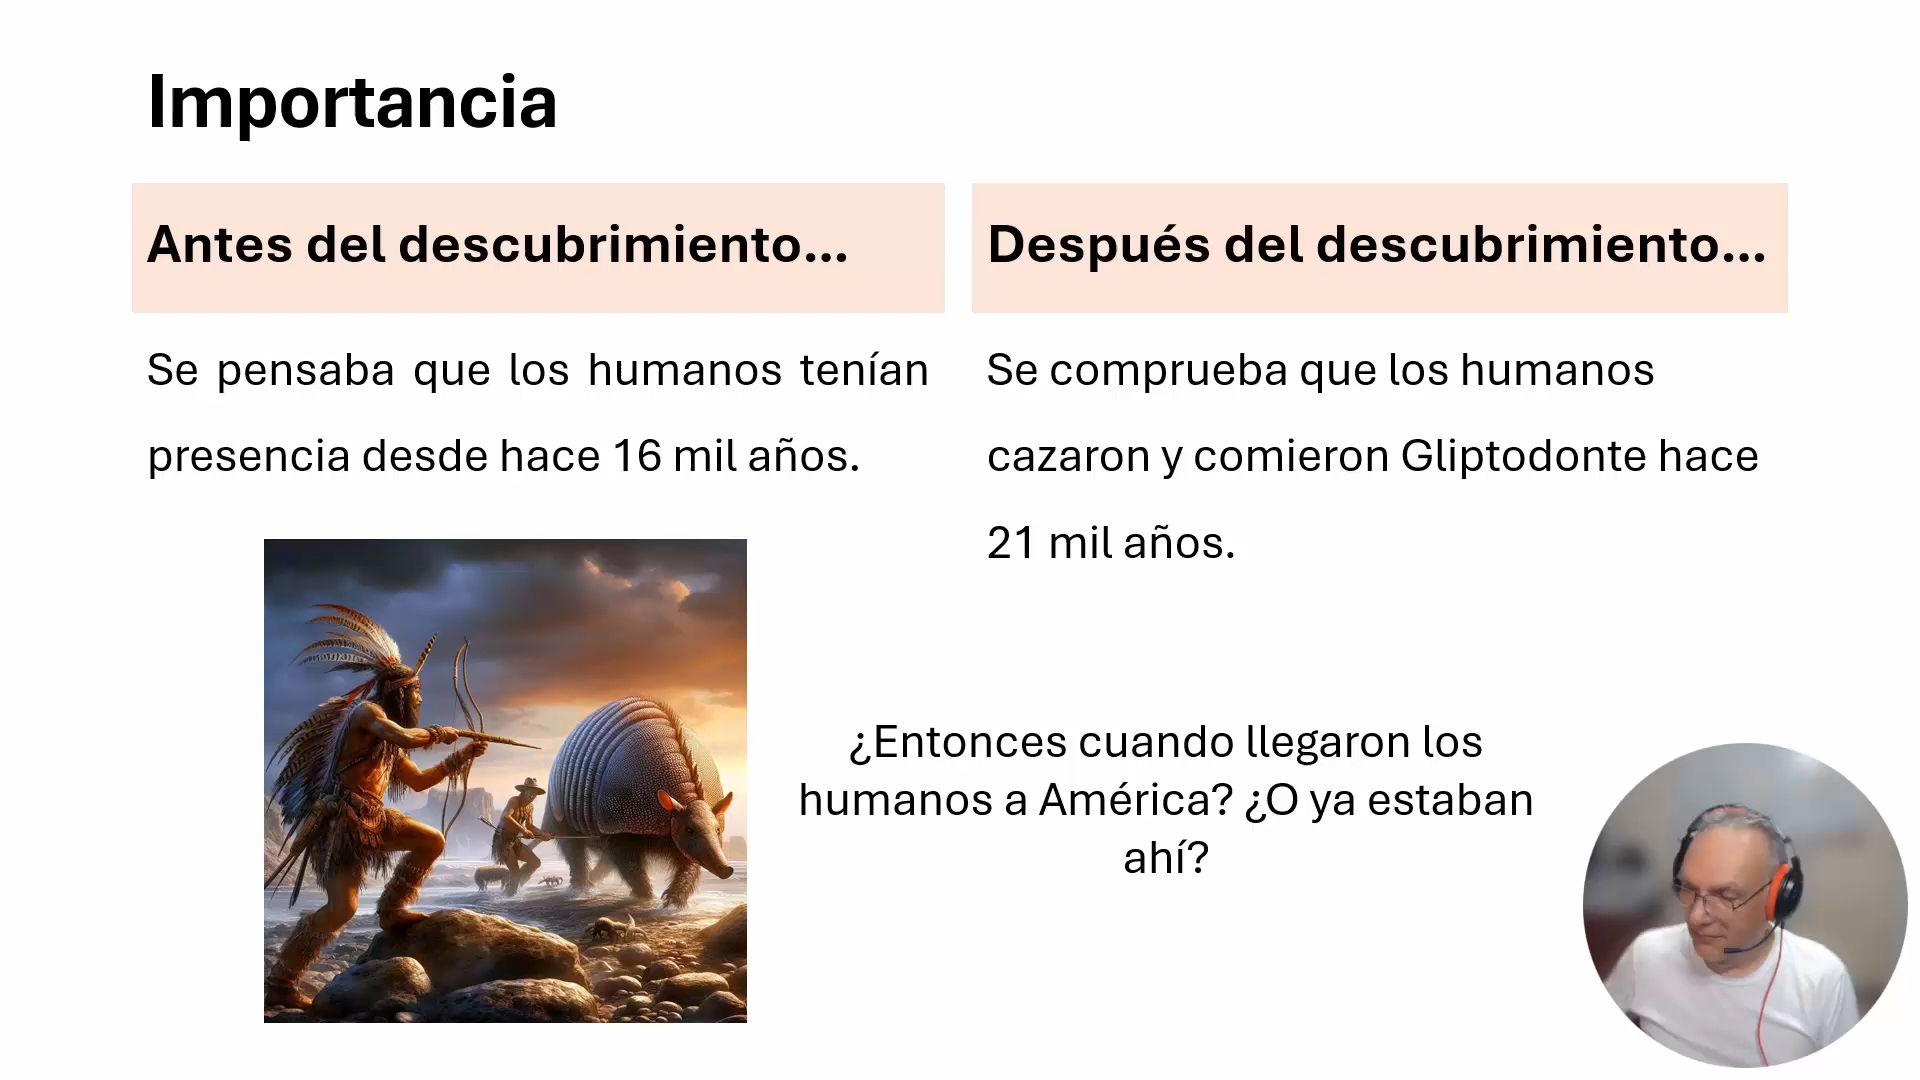 Importancia
Antes del descubrimiento...
Se pensaba que los humanos tenían
presencia desde hace 16 mil años.
Después del descubrimiento...
Se comprueba que los humanos
cazaron y comieron Gliptodonte hace
21 mil años.
¿Entonces cuando llegaron los
humanos a América? ¿O ya estaban
ahí?